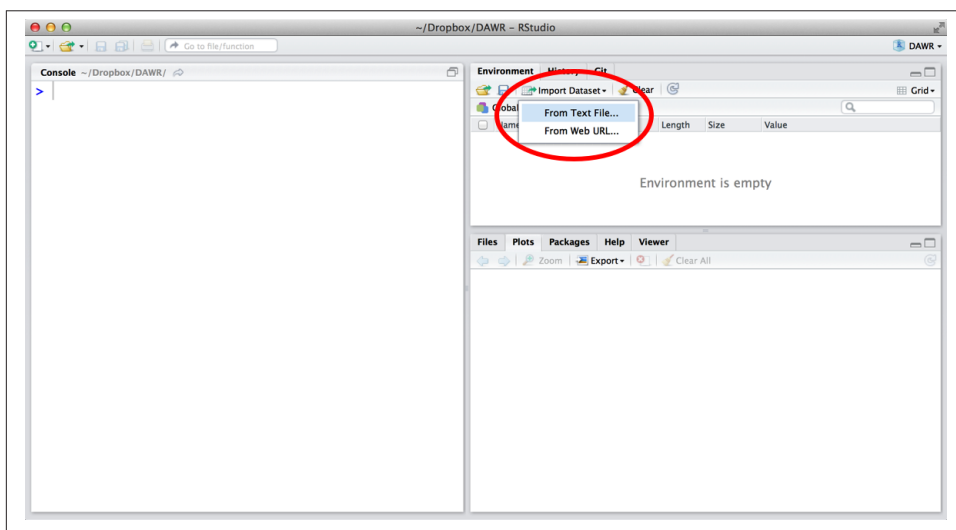 ~/Dropbox/DAWR – RStudio
Go to file/function
DAWR
Console ~/Dropbox/DAWR/
>
Environment History Git
Import Dataset Clear
Grid
Global
Name Length Size Value
From Text File...
From Web URL...
Environment is empty
Files Plots Packages Help Viewer
Zoom Export Clear All